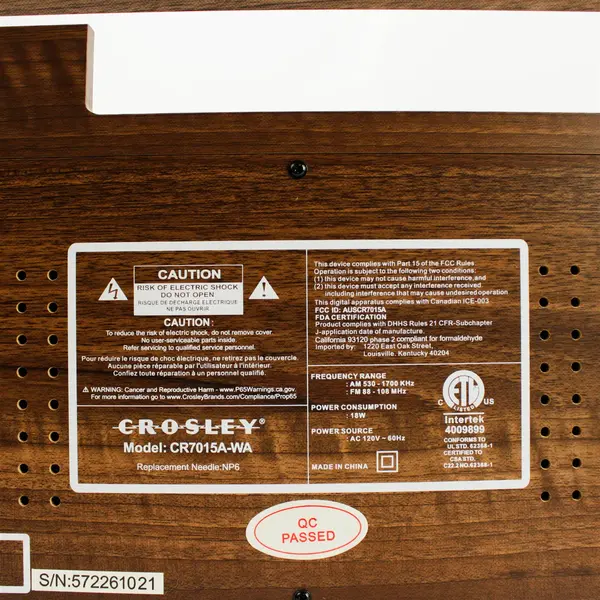 CAUTION
RISK OF ELECTRIC SHOCK
DO NOT OPEN
RISQUE DE DECHARGE ELECTRIQUE
NE PAS OUVRIR
CAUTION
To reduce the risk of electric shock, do not remove cover.
No user-serviceable parts inside.
Refer servicing to qualified service personnel.
Pour réduire le risque de choc électrique, ne retirez pas le couvercle.
Aucune pièce réparable par l'utilisateur à l'intérieur.
Confiez toute réparation à un personnel qualifié.
WARNING: Cancer and Reproductive Harm - www.P65Warnings.ca.gov.
For more information go to www.CrosleyBrands.com/Compliance/Prop65
CROSLEY®
Model: CR7015A-WA
Replacement Needle:NP6
This device complies with Part 15 of the FCC Rules
Operation is subject to the following two conditions:
(1) this device may not cause harmful interference,and
(2) this device must accept any interference received
including interference that may cause undesired operation
This digital apparatus complies with Canadian ICE-003
FCC ID: AUSCR7015A
FDA CERTIFICATION
Product complies with DHHS Rules 21 CFR-Subchapter
J-application date of manufacture.
California 93120 phase 2 compliant for formaldehyde
Imported by: 1220 East Oak Street,
Louisville, Kentucky 40204
FREQUENCY RANGE
: AM 530 - 1700 KHz
: FM 88 - 108 MHz
POWER CONSUMPTION
: 18W
POWER SOURCE
: AC 120V ~ 60Hz
MADE IN CHINA
ETL
LISTED
C US
Intertek
4009899
CONFORMS TO
UL STD. 62368-1
CERTIFIED TO
CSA STD.
C22.2 NO. 62368-1
QC
PASSED
S/N:572261021